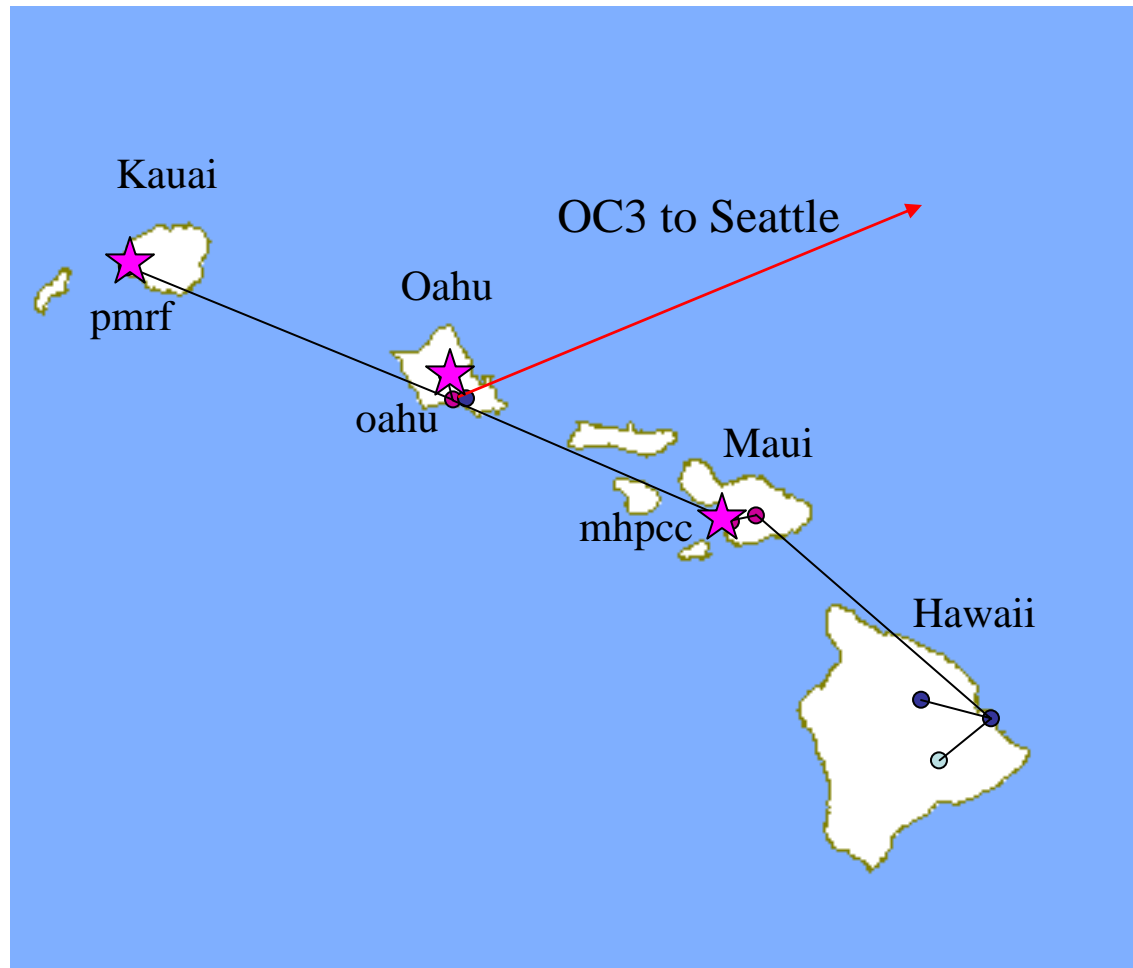 Kauai
OC3 to Seattle
Oahu
pmrf
oahu
Maui
mhpcc
Hawaii